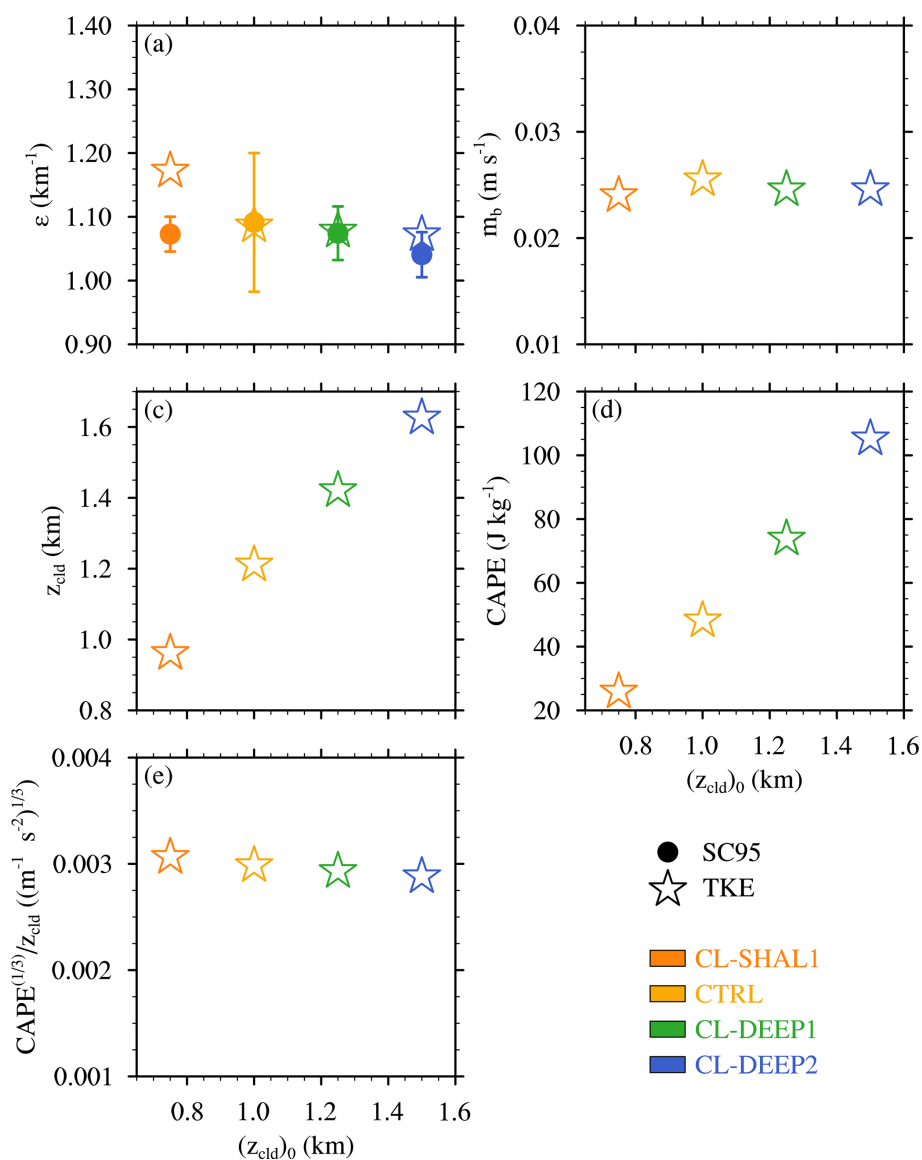 (a)
1.40
1.30
1.20
1.10
1.00
0.90
ε (km⁻¹)
0.04
0.03
0.02
0.01
m_b (m s⁻¹)
(c)
1.6
1.4
1.2
1.0
0.8
z_cld (km)
(d)
120
100
80
60
40
20
CAPE (J kg⁻¹)
0.8 1.0 1.2 1.4 1.6
(z_cld)₀ (km)
(e)
0.004
0.003
0.002
0.001
CAPE^(1/3)/z_cld ((m⁻¹ s⁻²)^1/3)
0.8 1.0 1.2 1.4 1.6
(z_cld)₀ (km)
SC95
TKE
CL-SHAL1
CTRL
CL-DEEP1
CL-DEEP2